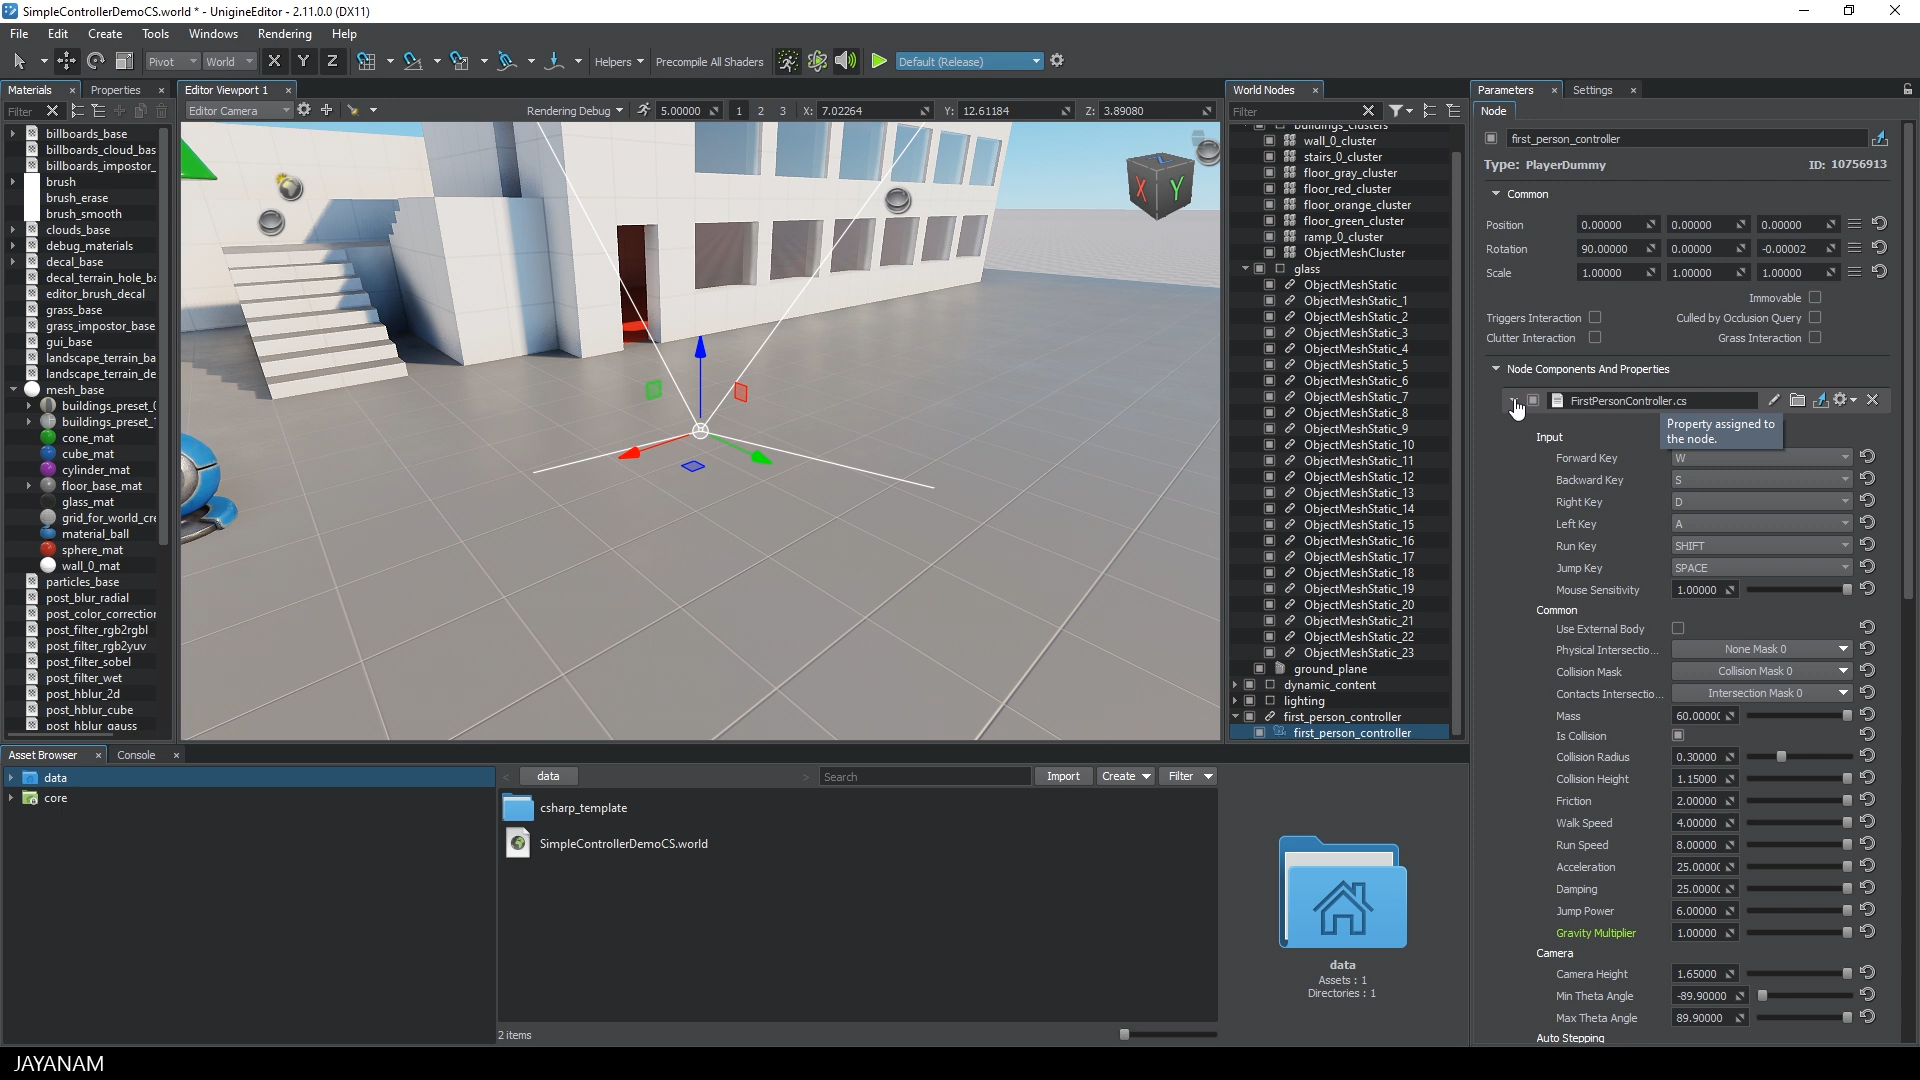 SimpleControllerDemoCS.world * - UnigineEditor - 2.11.0.0 (DX11)
File Edit Create Tools Windows Rendering Help
Pivot World X Y Z Helpers Precompile All Shaders Default (Release)
Materials Properties
Filter
billboards_base
billboards_cloud_bas
billboards_impostor_
brush
brush_erase
brush_smooth
clouds_base
debug_materials
decal_base
decal_terrain_hole_ba
editor_brush_decal
grass_base
grass_impostor_base
gui_base
landscape_terrain_ba
landscape_terrain_de
mesh_base
buildings_preset_0
buildings_preset_1
cone_mat
cube_mat
cylinder_mat
floor_base_mat
glass_mat
grid_for_world_cre
material_ball
sphere_mat
wall_0_mat
particles_base
post_blur_radial
post_color_correction
post_filter_rgb2rgbl
post_filter_rgb2yuv
post_filter_sobel
post_filter_wet
post_hblur_2d
post_hblur_cube
post_hblur_gauss
Editor Viewport 1
Editor Camera Rendering Debug 5.00000 1 2 3 X: 7.02264 Y: 12.61184 Z: 3.89080
X Y
World Nodes
Filter
buildings_clusters
wall_0_cluster
stairs_0_cluster
floor_gray_cluster
floor_red_cluster
floor_orange_cluster
floor_green_cluster
ramp_0_cluster
ObjectMeshCluster
glass
ObjectMeshStatic
ObjectMeshStatic_1
ObjectMeshStatic_2
ObjectMeshStatic_3
ObjectMeshStatic_4
ObjectMeshStatic_5
ObjectMeshStatic_6
ObjectMeshStatic_7
ObjectMeshStatic_8
ObjectMeshStatic_9
ObjectMeshStatic_10
ObjectMeshStatic_11
ObjectMeshStatic_12
ObjectMeshStatic_13
ObjectMeshStatic_14
ObjectMeshStatic_15
ObjectMeshStatic_16
ObjectMeshStatic_17
ObjectMeshStatic_18
ObjectMeshStatic_19
ObjectMeshStatic_20
ObjectMeshStatic_21
ObjectMeshStatic_22
ObjectMeshStatic_23
ground_plane
dynamic_content
lighting
first_person_controller
first_person_controller
Parameters Settings
Node
first_person_controller
Type: PlayerDummy ID: 10756913
Common
Position 0.00000 0.00000 0.00000
Rotation 90.00000 0.00000 -0.00002
Scale 1.00000 1.00000 1.00000
Immovable
Triggers Interaction Culled by Occlusion Query
Clutter Interaction Grass Interaction
Node Components And Properties
FirstPersonController.cs
Property assigned to
the node.
Input
Forward Key W
Backward Key S
Right Key D
Left Key A
Run Key SHIFT
Jump Key SPACE
Mouse Sensitivity 1.00000
Common
Use External Body
Physical Intersectio... None Mask 0
Collision Mask Collision Mask 0
Contacts Intersectio... Intersection Mask 0
Mass 60.0000
Is Collision
Collision Radius 0.30000
Collision Height 1.15000
Friction 2.00000
Walk Speed 4.00000
Run Speed 8.00000
Acceleration 25.0000
Damping 25.0000
Jump Power 6.00000
Gravity Multiplier 1.00000
Camera
Camera Height 1.65000
Min Theta Angle -89.90000
Max Theta Angle 89.90000
Auto Stepping
Asset Browser Console
data
core
data Search Import Create Filter
csharp_template
SimpleControllerDemoCS.world
data
Assets : 1
Directories : 1
2 items
JAYANAM